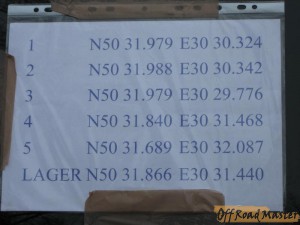 1 N50 31.979 E30 30.324
2 N50 31.988 E30 30.342
3 N50 31.979 E30 29.776
4 N50 31.840 E30 31.468
5 N50 31.689 E30 32.087
LAGER N50 31.866 E30 31.440
Off Road Master